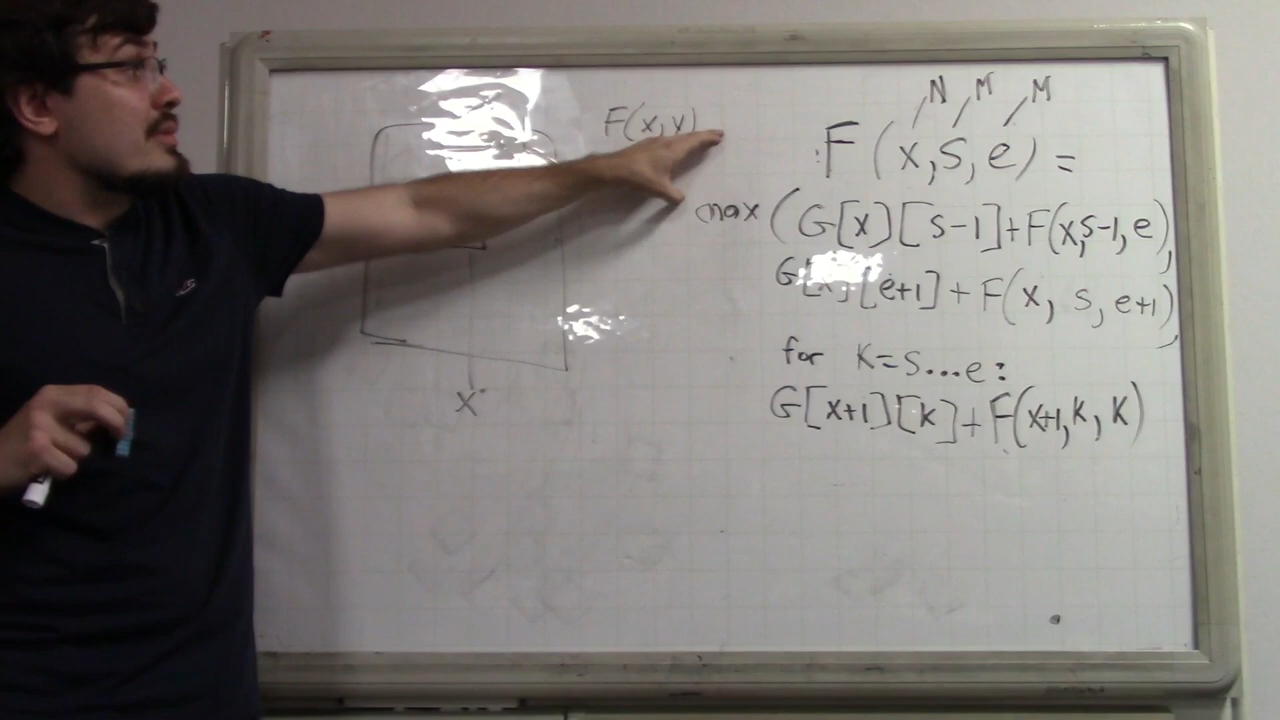 F(x,y)
X
N M M
F(x,s,e)=
max(G[x][s-1]+F(x,s-1,e),
G[x][e+1]+F(x, s, e+1),
for K=s...e:
G[x+1][k]+F(x+1,k,k)